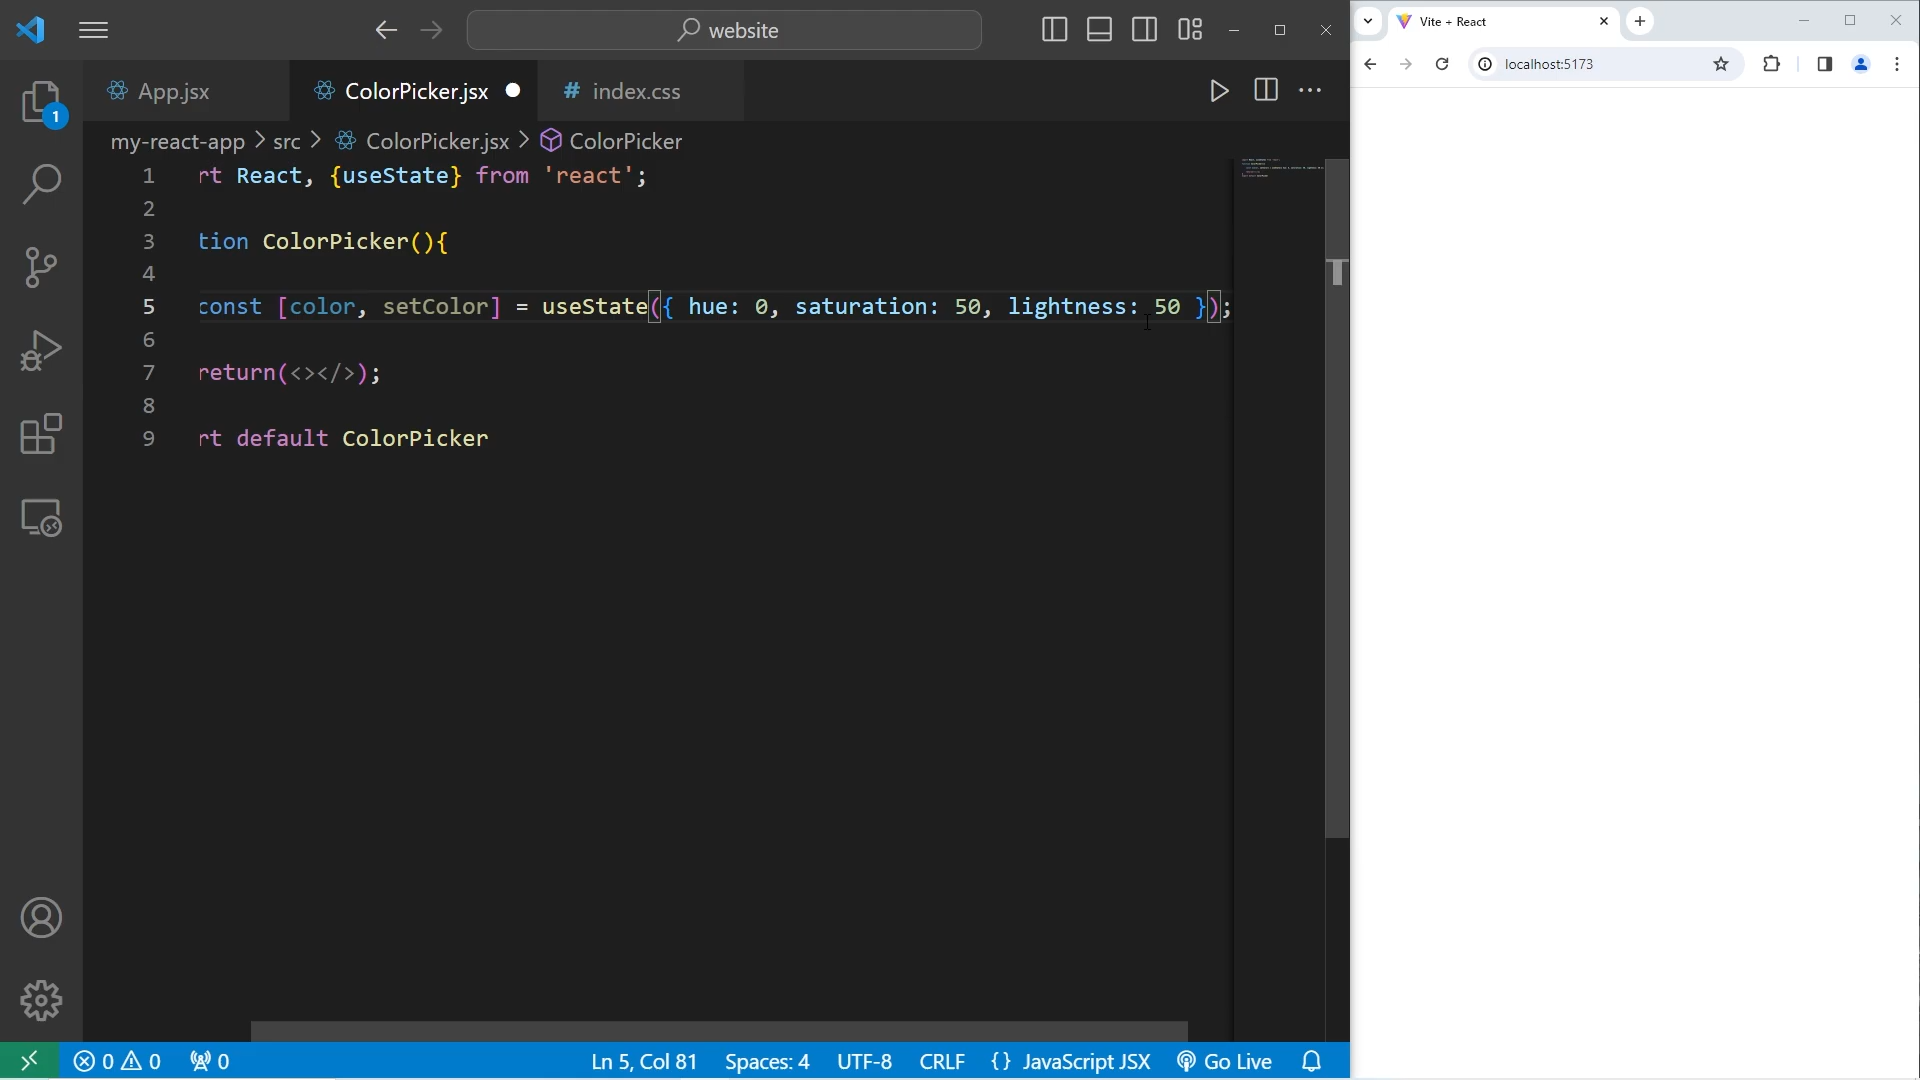 website
Vite + React
localhost:5173
App.jsx
ColorPicker.jsx
# index.css
1
my-react-app > src > ColorPicker.jsx > ColorPicker
1 rt React, {useState} from 'react';
2
3 tion ColorPicker(){
4
5 const [color, setColor] = useState({ hue: 0, saturation: 50, lightness: 50 });
6
7 return(<></>);
8
9 rt default ColorPicker
0 0 0
Ln 5, Col 81
Spaces: 4
UTF-8
CRLF
{} JavaScript JSX
Go Live